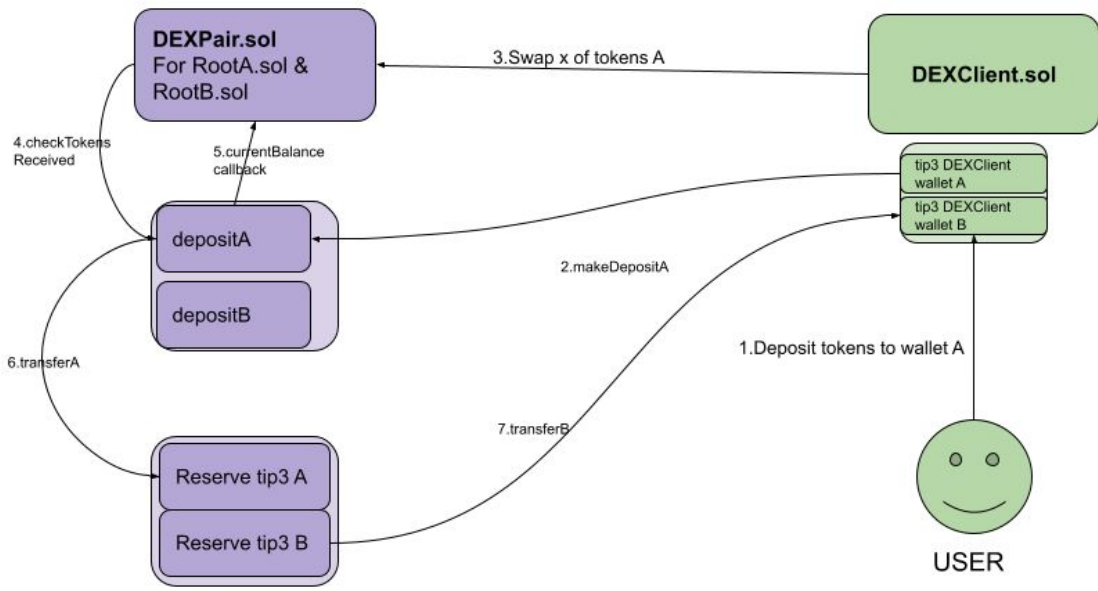 DEXPair.sol
For RootA.sol &
RootB.sol
3.Swap x of tokens A
DEXClient.sol
4.checkTokens
Received
5.currentBalance
callback
tip3 DEXClient
wallet A
tip3 DEXClient
wallet B
depositA
2.makeDepositA
depositB
1.Deposit tokens to wallet A
6.transferA
7.transferB
Reserve tip3 A
Reserve tip3 B
USER